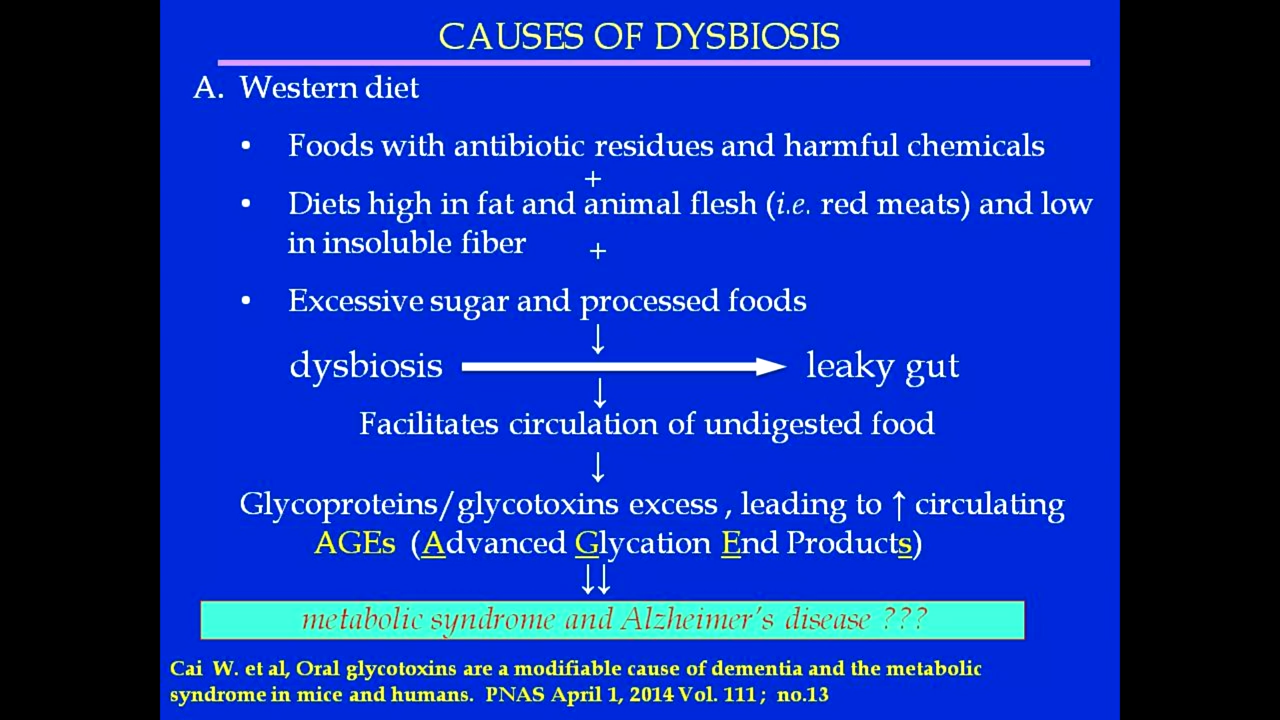 CAUSES OF DYSBIOSIS
A. Western diet
• Foods with antibiotic residues and harmful chemicals
+
• Diets high in fat and animal flesh (i.e. red meats) and low
in insoluble fiber +
• Excessive sugar and processed foods
↓
dysbiosis → leaky gut
↓
Facilitates circulation of undigested food
↓
Glycoproteins/glycotoxins excess , leading to ↑ circulating
AGEs (Advanced Glycation End Products)
↓↓
metabolic syndrome and Alzheimer's disease ???
Cai W. et al, Oral glycotoxins are a modifiable cause of dementia and the metabolic
syndrome in mice and humans. PNAS April 1, 2014 Vol. 111 ; no.13